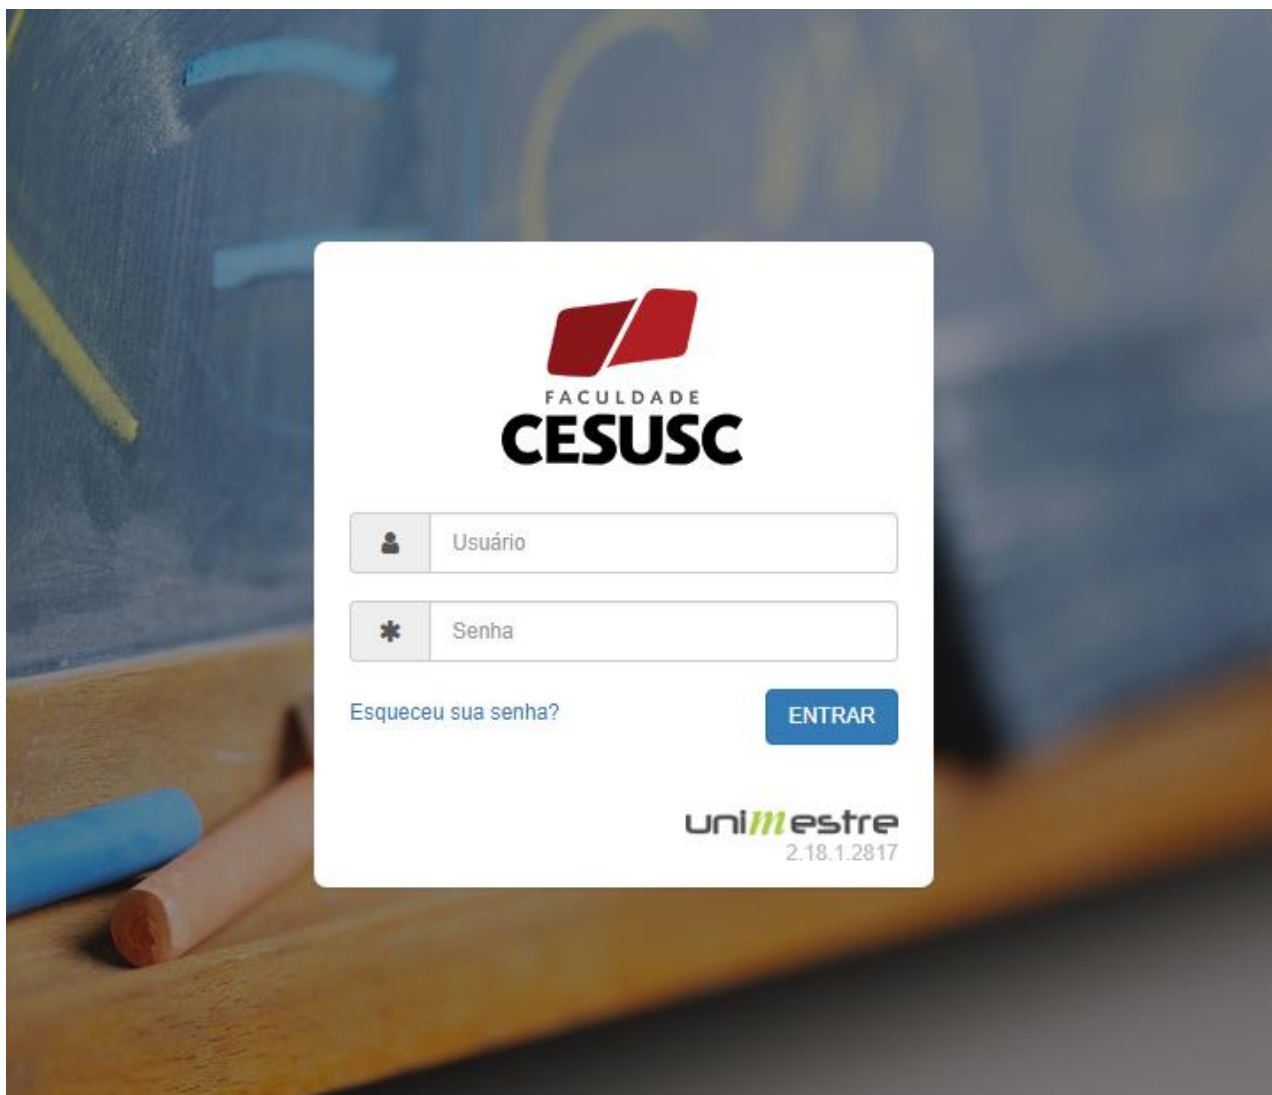 FACULDADE
CESUSC
Usuário
Senha
Esqueceu sua senha?
ENTRAR
unimestre
2.18.1.2817